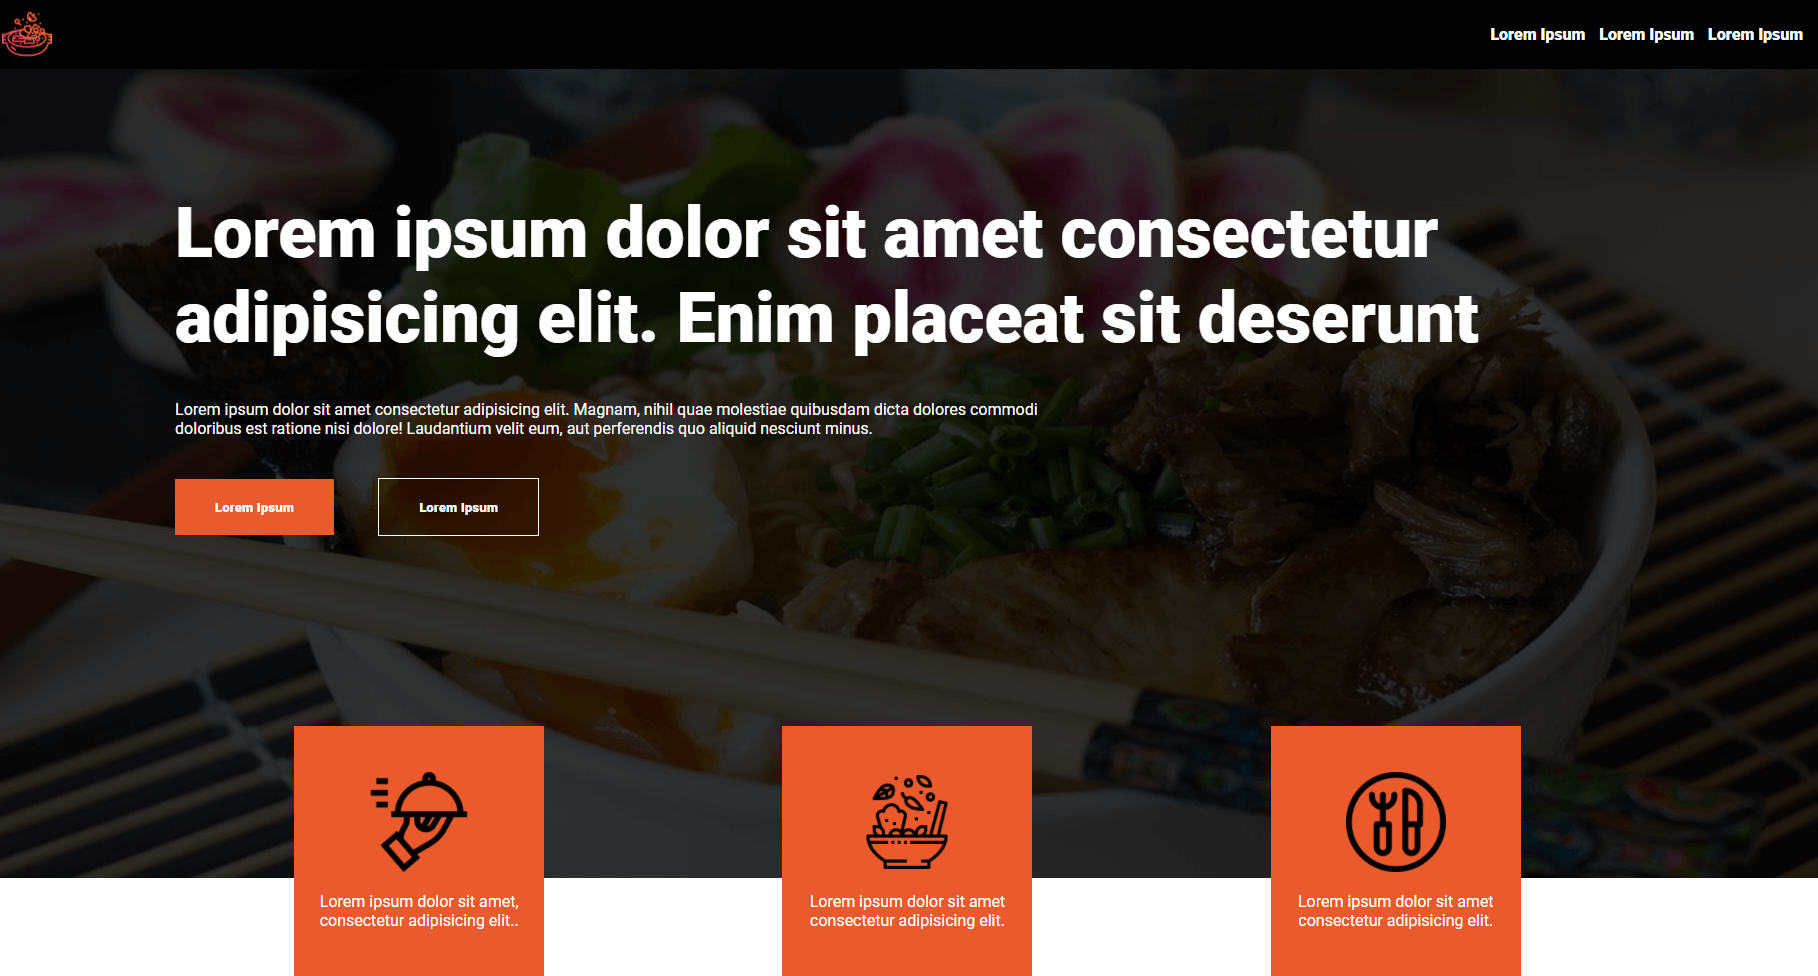 Lorem Ipsum Lorem Ipsum Lorem Ipsum
Lorem ipsum dolor sit amet consectetur
adipisicing elit. Enim placeat sit deserunt
Lorem ipsum dolor sit amet consectetur adipisicing elit. Magnam, nihil quae molestiae quibusdam dicta dolores commodi
doloribus est ratione nisi dolore! Laudantium velit eum, aut perferendis quo aliquid nesciunt minus.
Lorem Ipsum
Lorem Ipsum
Lorem ipsum dolor sit amet,
consectetur adipisicing elit..
Lorem ipsum dolor sit amet
consectetur adipisicing elit.
Lorem ipsum dolor sit amet
consectetur adipisicing elit.